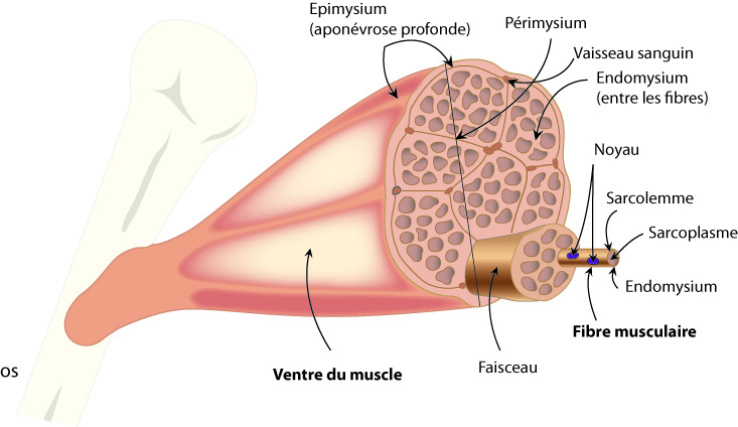 Epimysium
(aponévrose profonde)
Périmysium
Vaisseau sanguin
Endomysium
(entre les fibres)
Noyau
Sarcolemme
Sarcoplasme
Endomysium
Fibre musculaire
Faisceau
Ventre du muscle
os